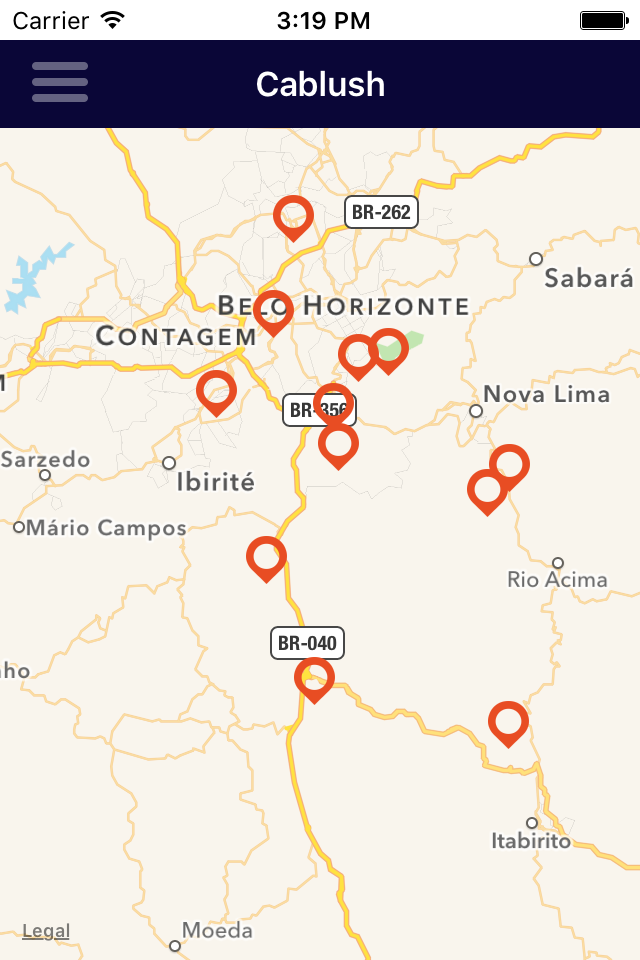 Carrier 3:19 PM
Cablush
BR-262
Sabará
BELO HORIZONTE
CONTAGEM
M
Nova Lima
BR-356
Sarzedo
Ibirité
Mário Campos
Rio Acima
BR-040
nho
Itabirito
Legal
Moeda